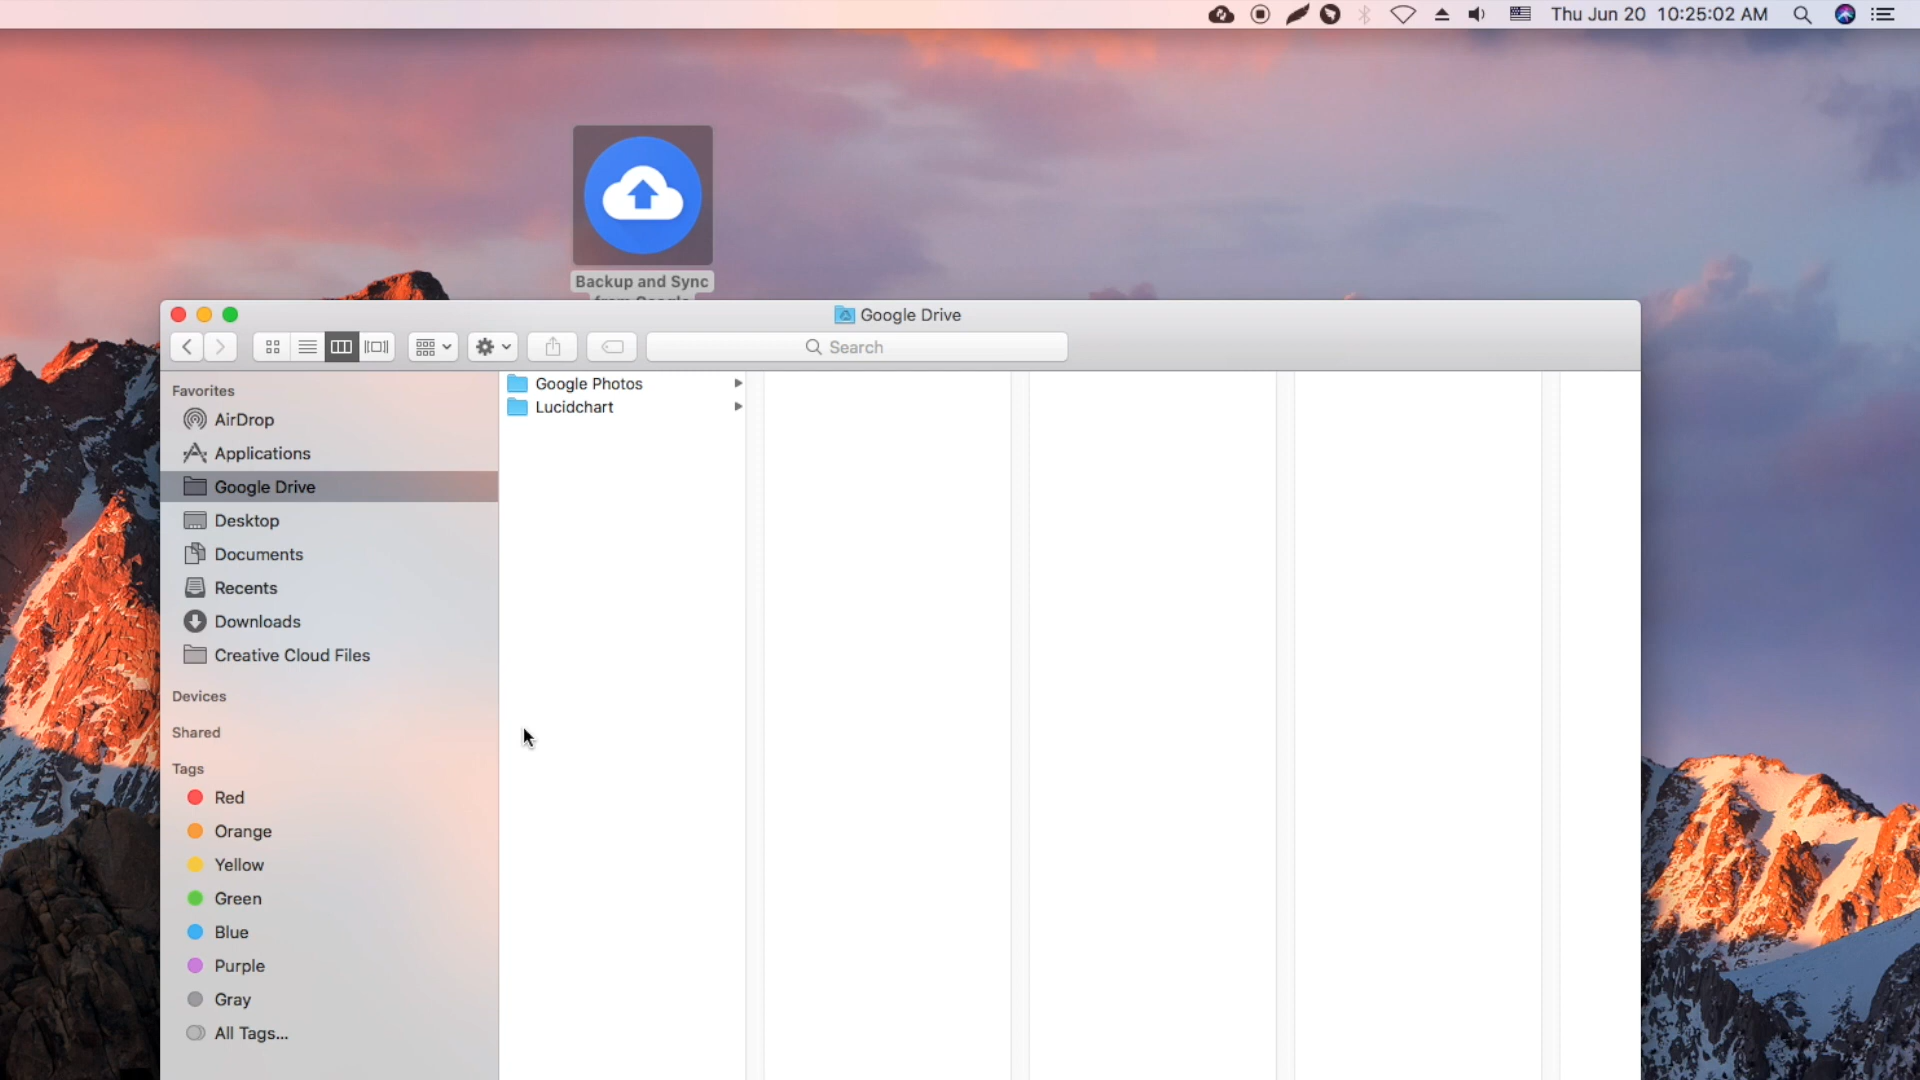 Thu Jun 20 10:25:02 AM
Backup and Sync
from Google
Google Drive
Search
Favorites
AirDrop
Applications
Google Drive
Desktop
Documents
Recents
Downloads
Creative Cloud Files
Devices
Shared
Tags
Red
Orange
Yellow
Green
Blue
Purple
Gray
All Tags...
Google Photos
Lucidchart